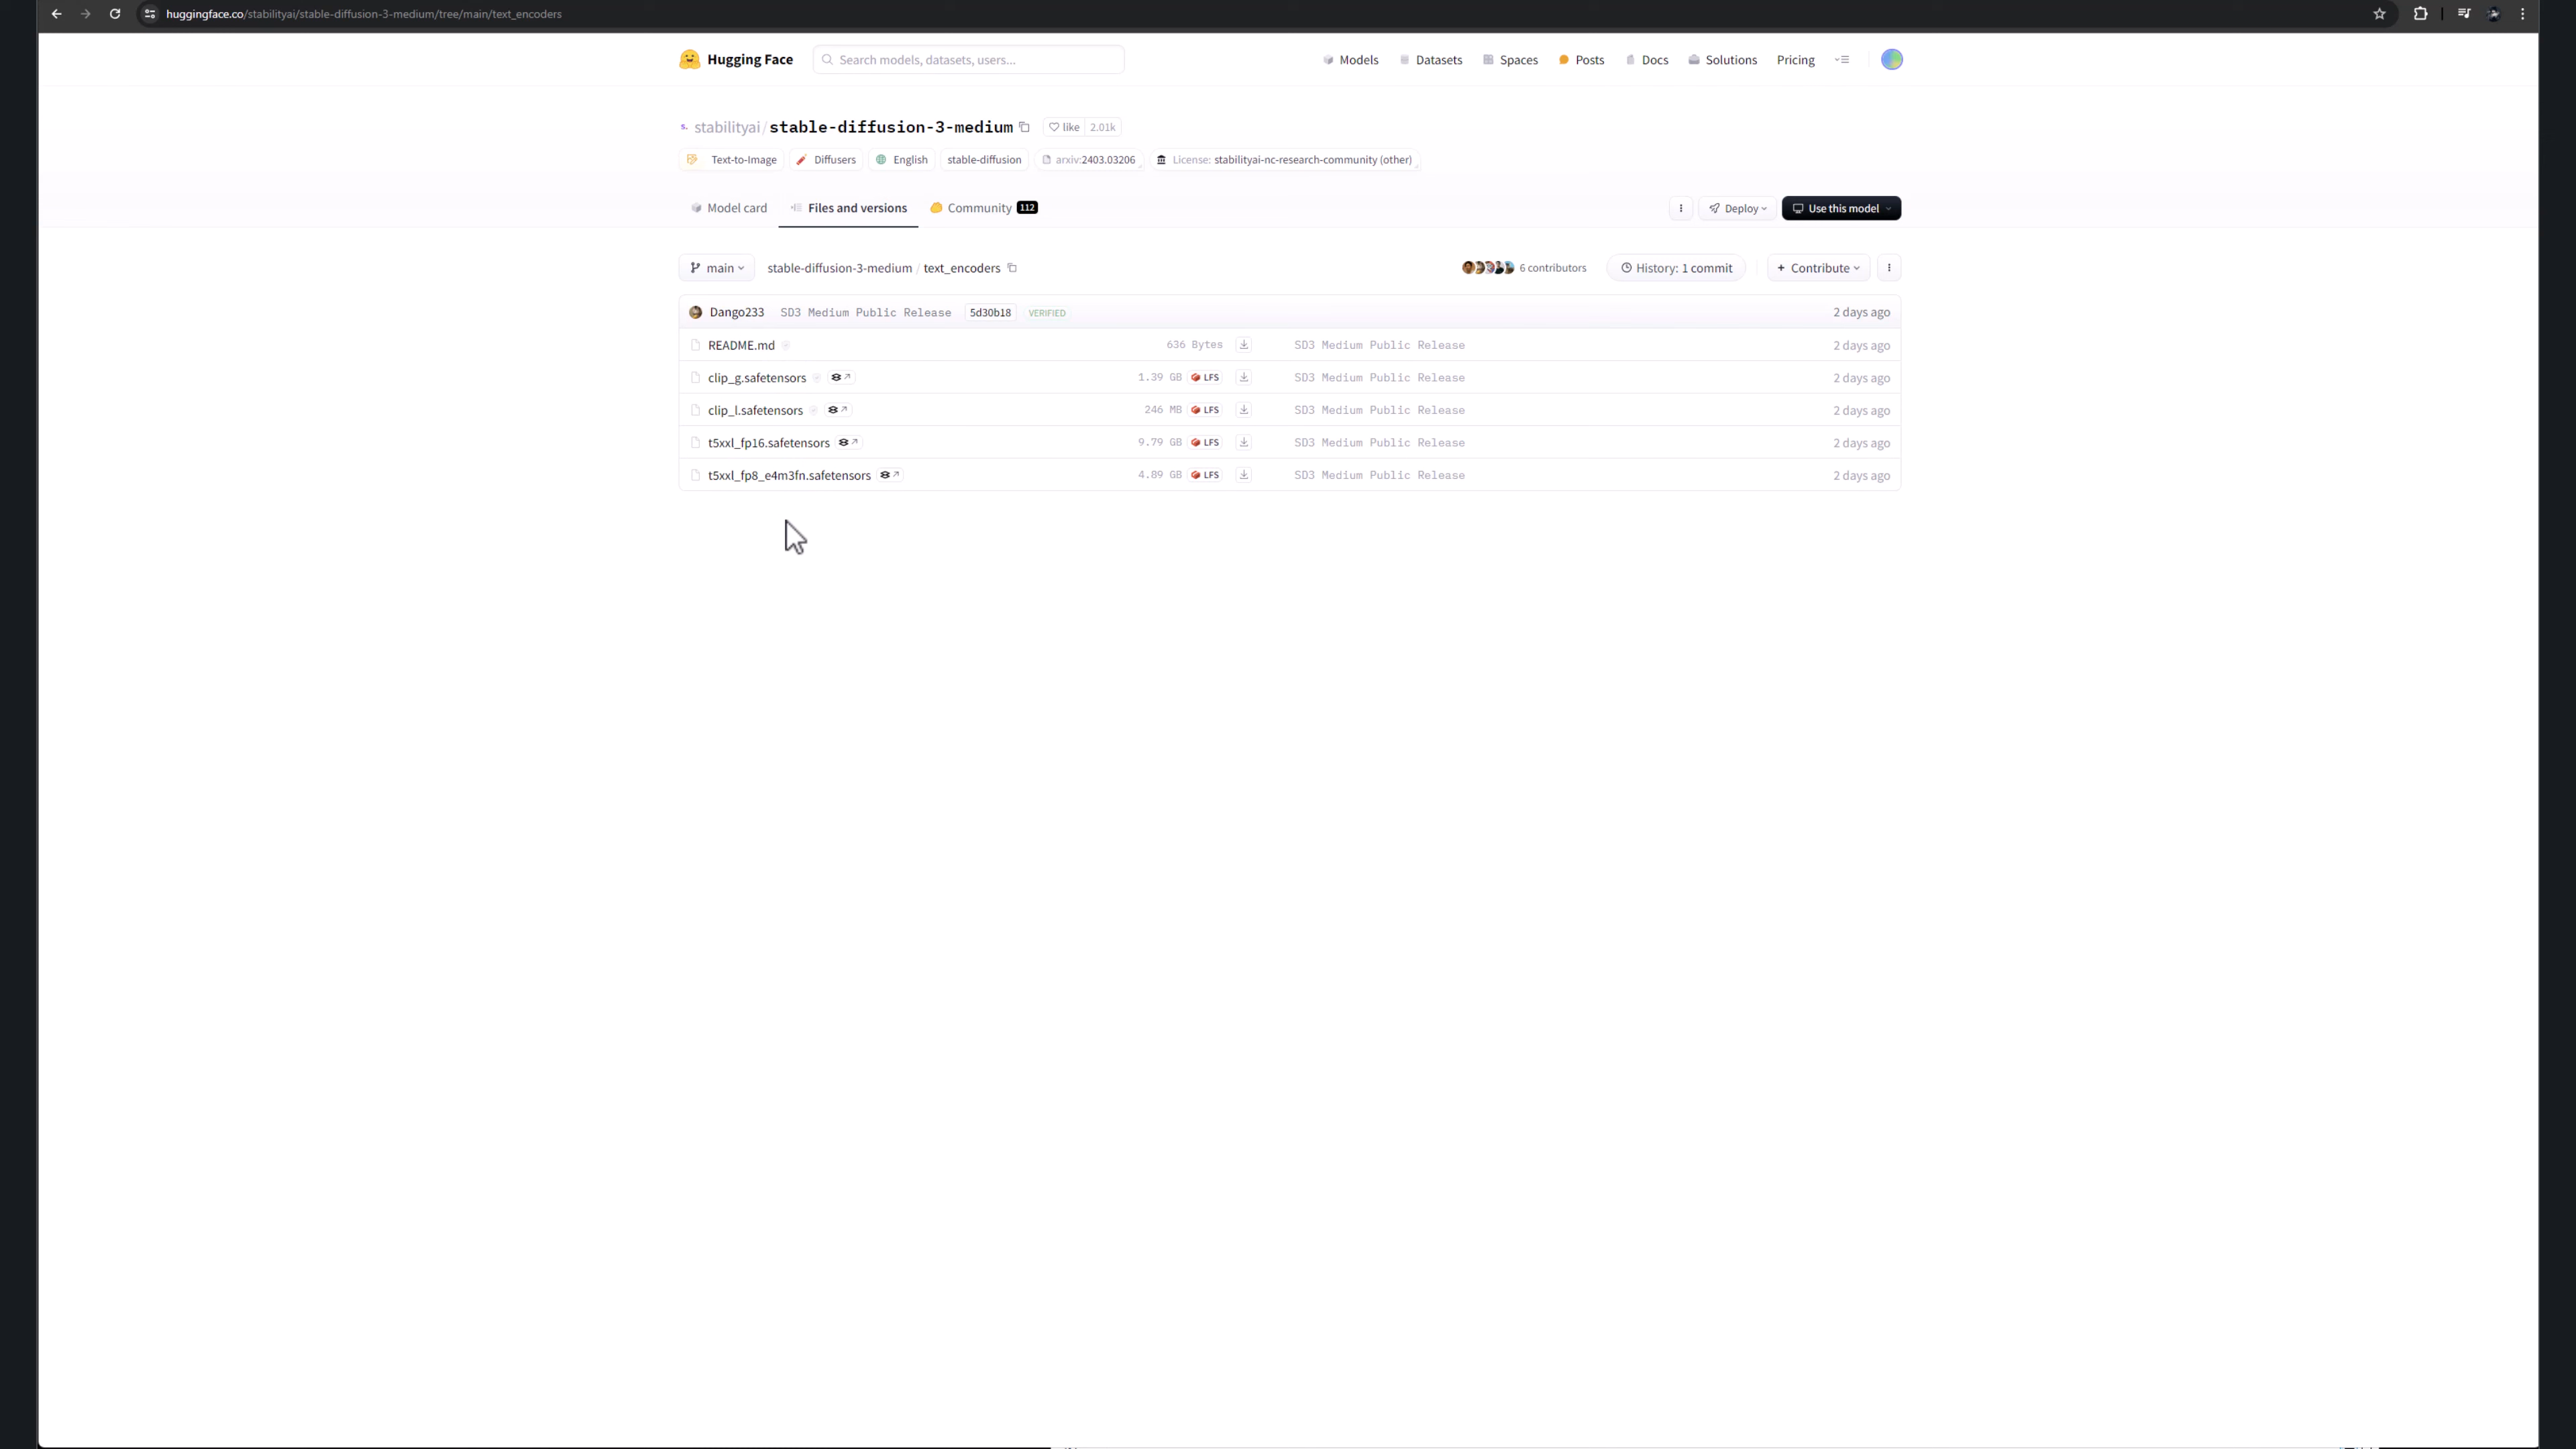 huggingface.co/stabilityai/stable-diffusion-3-medium/tree/main/text_encoders
Hugging Face Search models, datasets, users... Models Datasets Spaces Posts Docs Solutions Pricing
stabilityai/stable-diffusion-3-medium like 2.01k
Text-to-Image Diffusers English stable-diffusion arxiv:2403.03206 License: stabilityai-nc-research-community (other)
Model card Files and versions Community 112 Deploy Use this model
main stable-diffusion-3-medium / text_encoders 6 contributors History: 1 commit + Contribute
Dango233 SD3 Medium Public Release 5d30b18 VERIFIED 2 days ago
README.md 636 Bytes SD3 Medium Public Release 2 days ago
clip_g.safetensors 1.39 GB LFS SD3 Medium Public Release 2 days ago
clip_l.safetensors 246 MB LFS SD3 Medium Public Release 2 days ago
t5xxl_fp16.safetensors 9.79 GB LFS SD3 Medium Public Release 2 days ago
t5xxl_fp8_e4m3fn.safetensors 4.89 GB LFS SD3 Medium Public Release 2 days ago